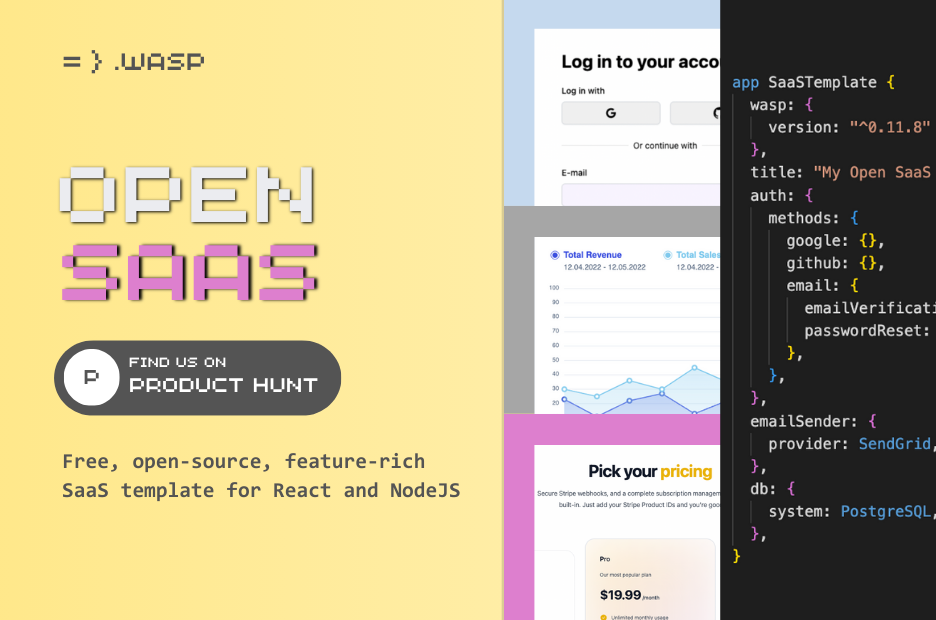 = } .WASP
OPEN
SAAS
P
FIND US ON
PRODUCT HUNT
Free, open-source, feature-rich
SaaS template for React and NodeJS
Log in to your acco
Log in with
G
Or continue with
E-mail
Total Revenue
12.04.2022 - 12.05.2022
Total Sales
12.04.2022 -
100
90
80
70
60
50
40
30
20
Pick your pricing
Secure Stripe webhooks, and a complete subscription managem
built-in. Just add your Stripe Product IDs and you're goo
Pro
Our most popular plan
$19.99 /month
Unlimited monthly usage
app SaaSTemplate {
wasp: {
version: "^0.11.8"
},
title: "My Open SaaS
auth: {
methods: {
google: {},
github: {},
email: {
emailVerificati
passwordReset:
},
},
},
emailSender: {
provider: SendGrid,
},
db: {
system: PostgreSQL,
},
}